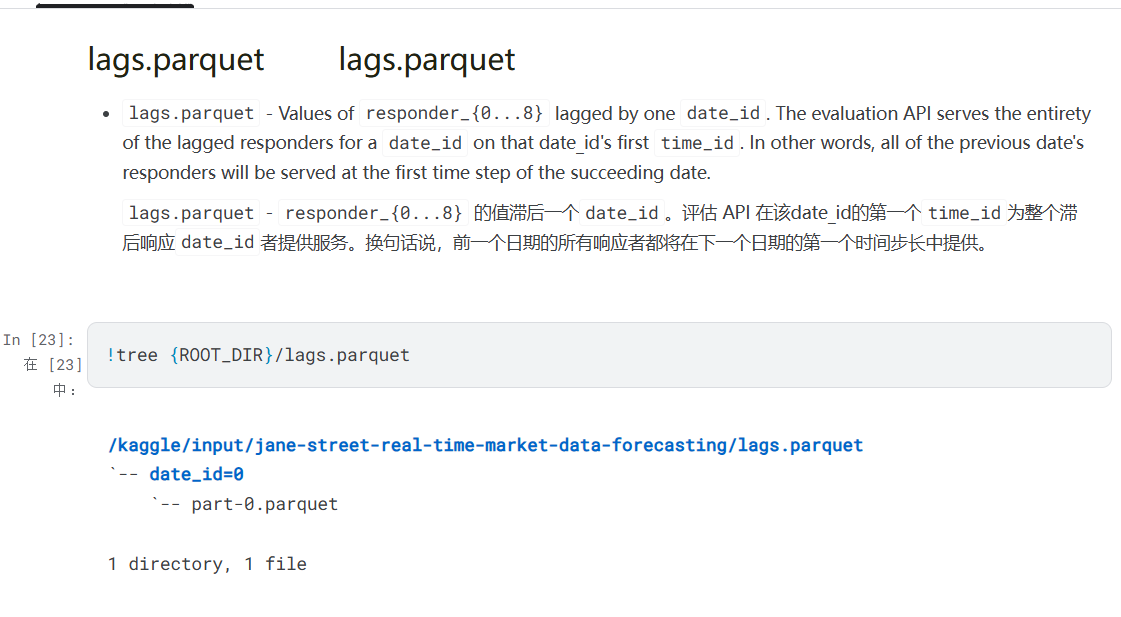 lags.parquet lags.parquet
• lags.parquet - Values of responder_{0...8} lagged by one date_id. The evaluation API serves the entirety
of the lagged responders for a date_id on that date_id's first time_id. In other words, all of the previous date's
responders will be served at the first time step of the succeeding date.
lags.parquet - responder_{0...8} 的值滞后一个 date_id。评估 API 在该date_id的第一个 time_id 为整个滞
后响应 date_id 者提供服务。换句话说，前一个日期的所有响应者都将在下一个日期的第一个时间步长中提供。
In [23]:
在 [23]
中：
!tree {ROOT_DIR}/lags.parquet
/kaggle/input/jane-street-real-time-market-data-forecasting/lags.parquet
`-- date_id=0
    `-- part-0.parquet
1 directory, 1 file